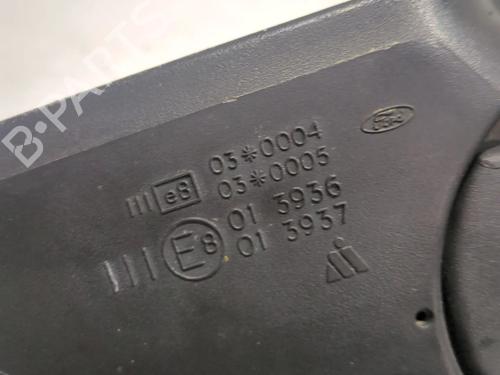 B-PARTS
Ford
03*0004
III e8 03*0005
01 3936
III E8 01 3937